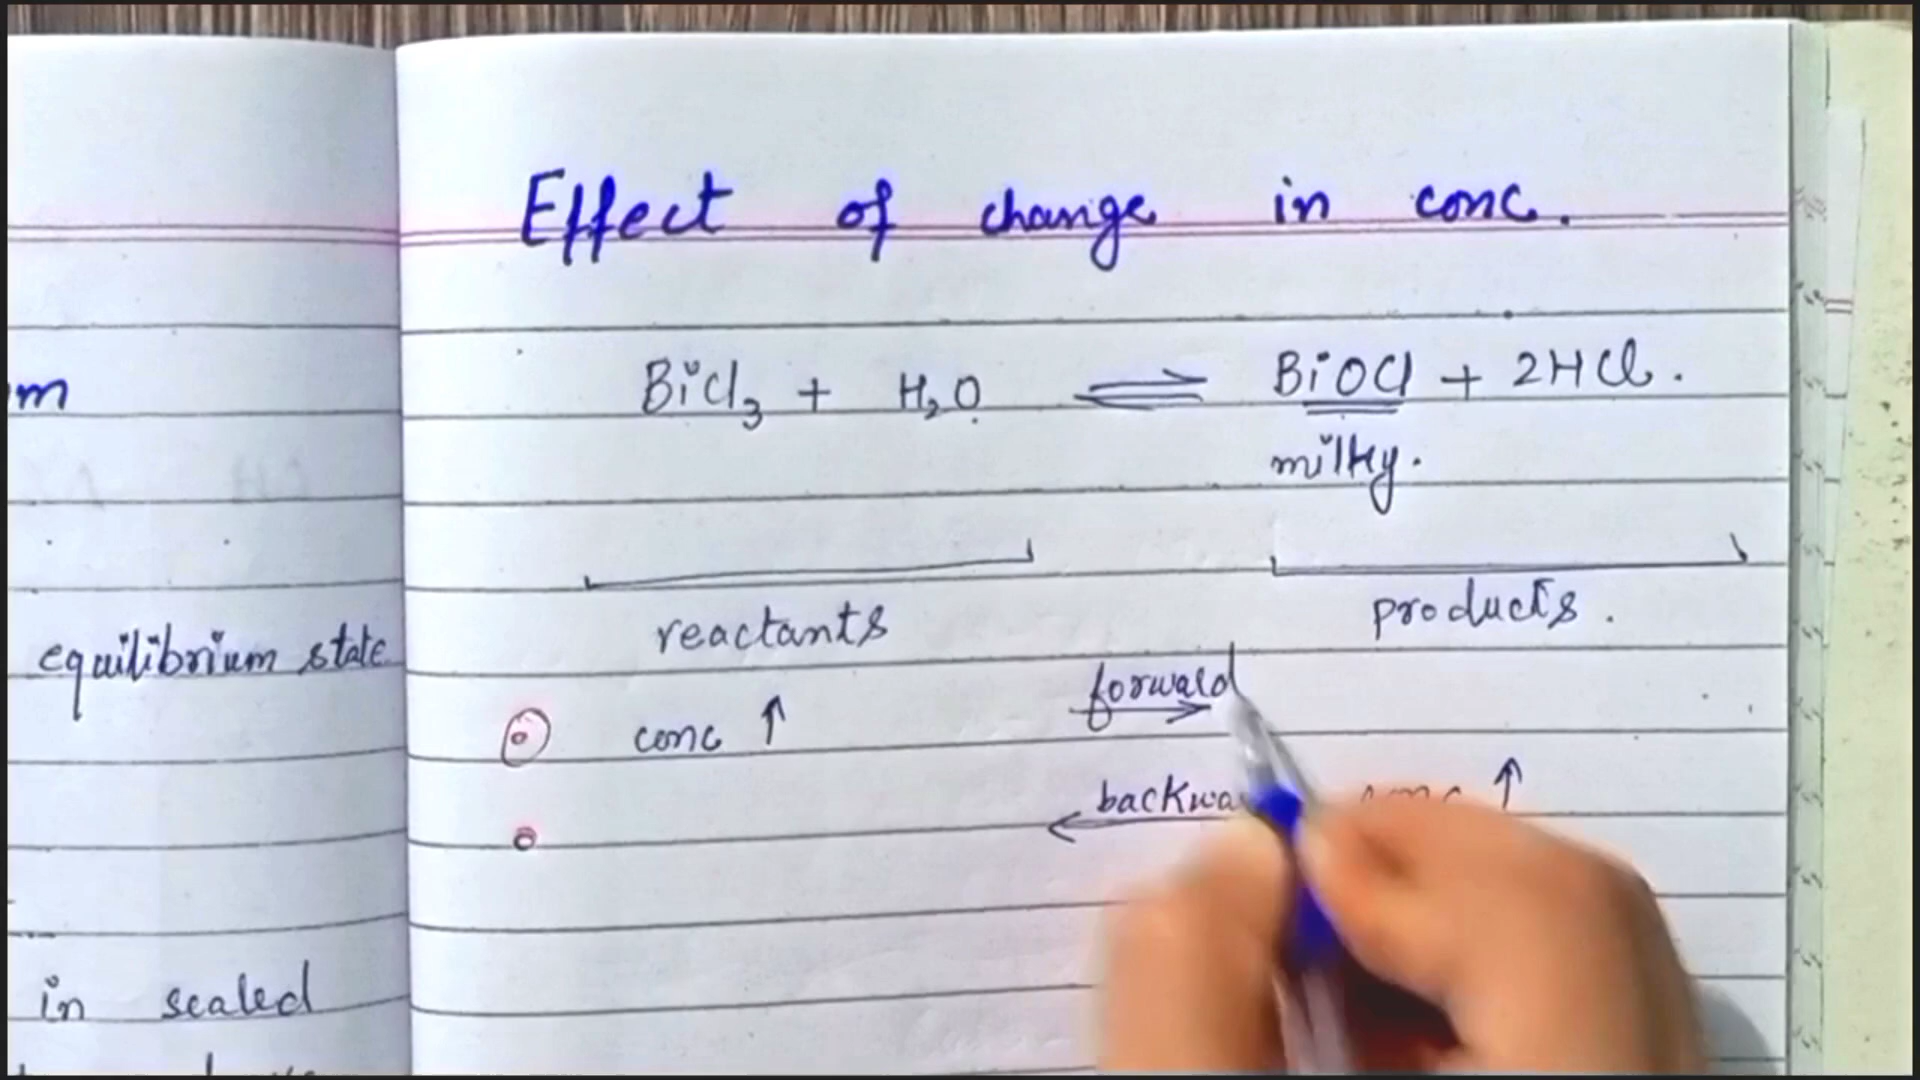 m
equilibrium state
in sealed
Effect of change in conc.
BiCl₃ + H₂O ⇌ BiOCl + 2HCl.
milky.
reactants products.
conc ↑ forward →
← backwa conc ↑